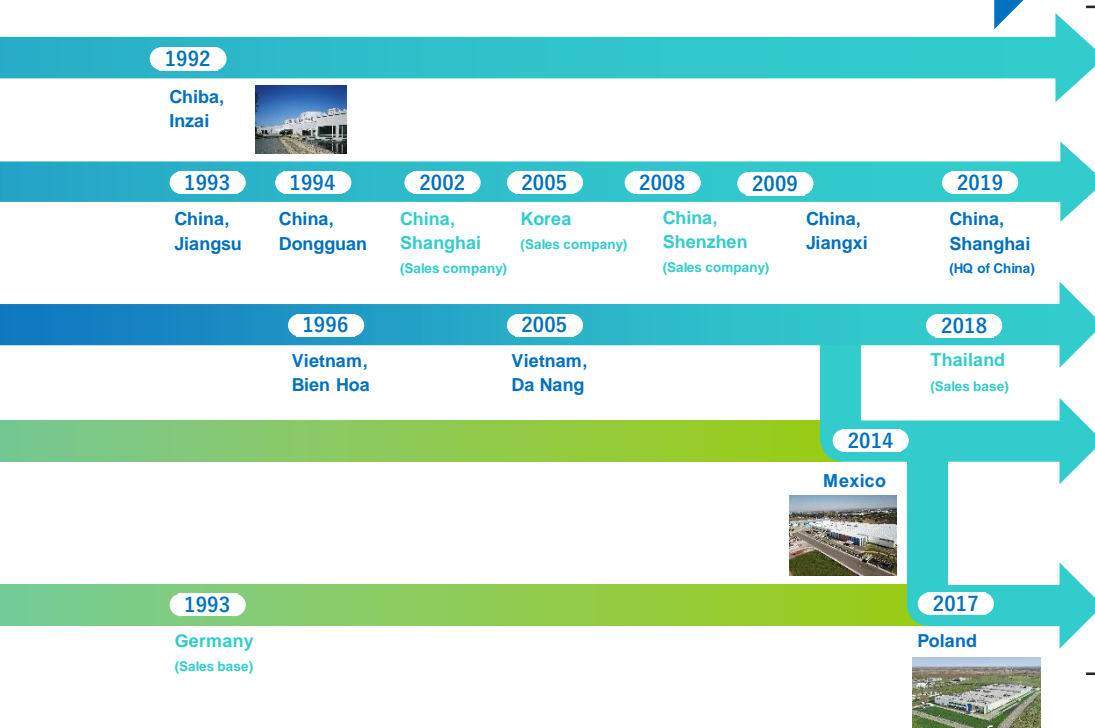 1992
Chiba,
Inzai
1993
1994
2002
2005
2008
2009
2019
China,
Jiangsu
China,
Dongguan
China,
Shanghai
(Sales company)
Korea
(Sales company)
China,
Shenzhen
(Sales company)
China,
Jiangxi
China,
Shanghai
(HQ of China)
1996
2005
2018
Vietnam,
Bien Hoa
Vietnam,
Da Nang
Thailand
(Sales base)
2014
Mexico
1993
2017
Germany
(Sales base)
Poland